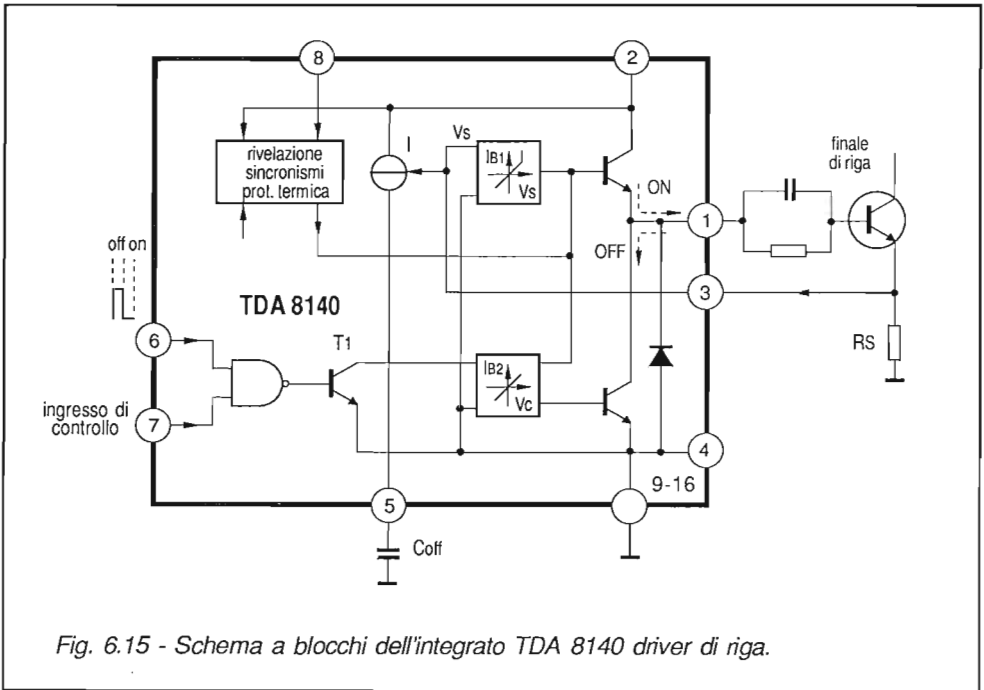 8
2
I
Vs
rivelazione
sincronismi
prot. termica
IB1
Vs
finale
di riga
ON
1
OFF
off on
TDA 8140
3
RS
6
T1
IB2
Vc
ingresso di
controllo
7
4
9-16
5
Coff
Fig. 6.15 - Schema a blocchi dell'integrato TDA 8140 driver di riga.